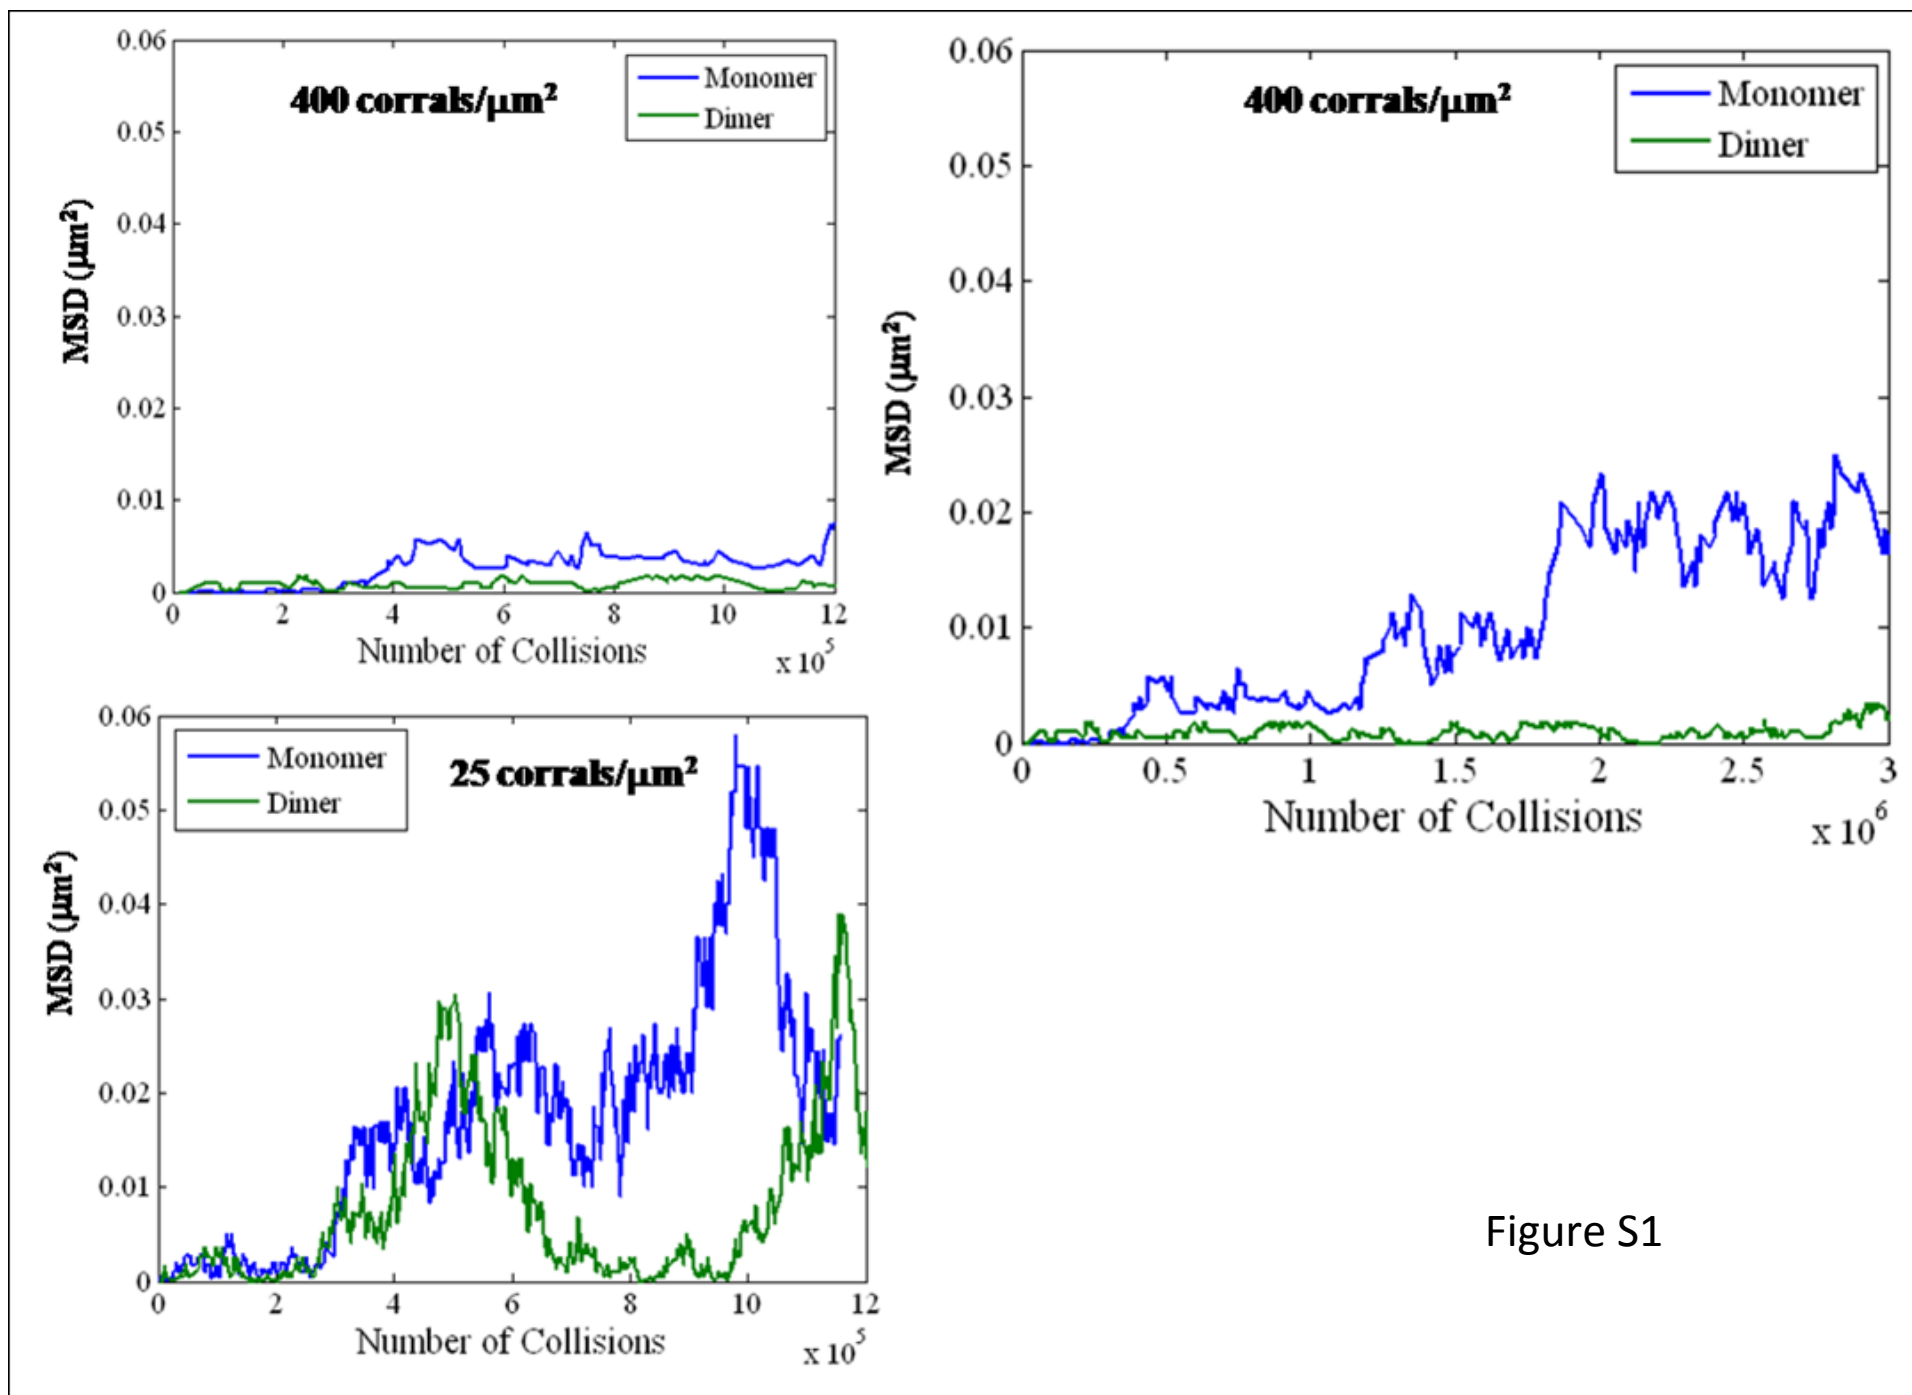 400 corrals/μm²
Monomer
Dimer
MSD (μm²)
0.06
0.05
0.04
0.03
0.02
0.01
0
0 2 4 6 8 10 12
Number of Collisions
x 10⁵
400 corrals/μm²
Monomer
Dimer
MSD (μm²)
0.06
0.05
0.04
0.03
0.02
0.01
0
0 0.5 1 1.5 2 2.5 3
Number of Collisions
x 10⁶
25 corrals/μm²
Monomer
Dimer
MSD (μm²)
0.06
0.05
0.04
0.03
0.02
0.01
0
0 2 4 6 8 10 12
Number of Collisions
x 10⁵
Figure S1